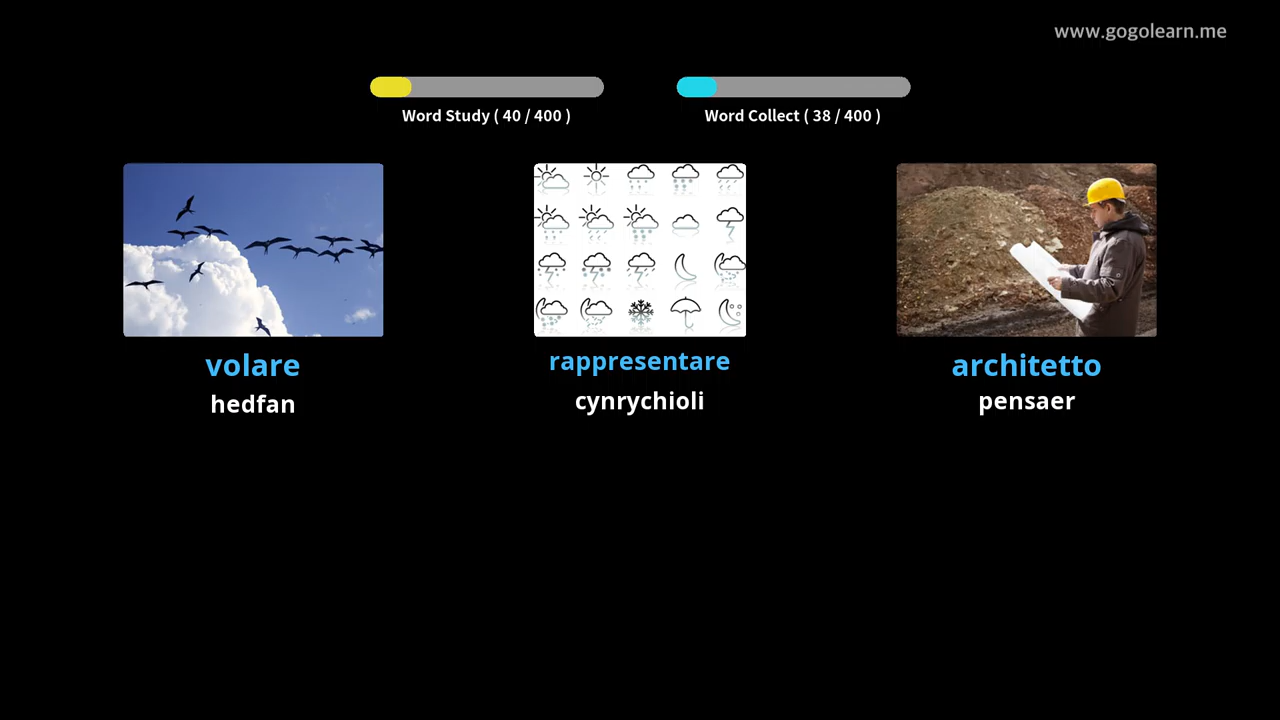 www.gogolearn.me
Word Study ( 40 / 400 )
Word Collect ( 38 / 400 )
volare
hedfan
rappresentare
cynrychioli
architetto
pensaer